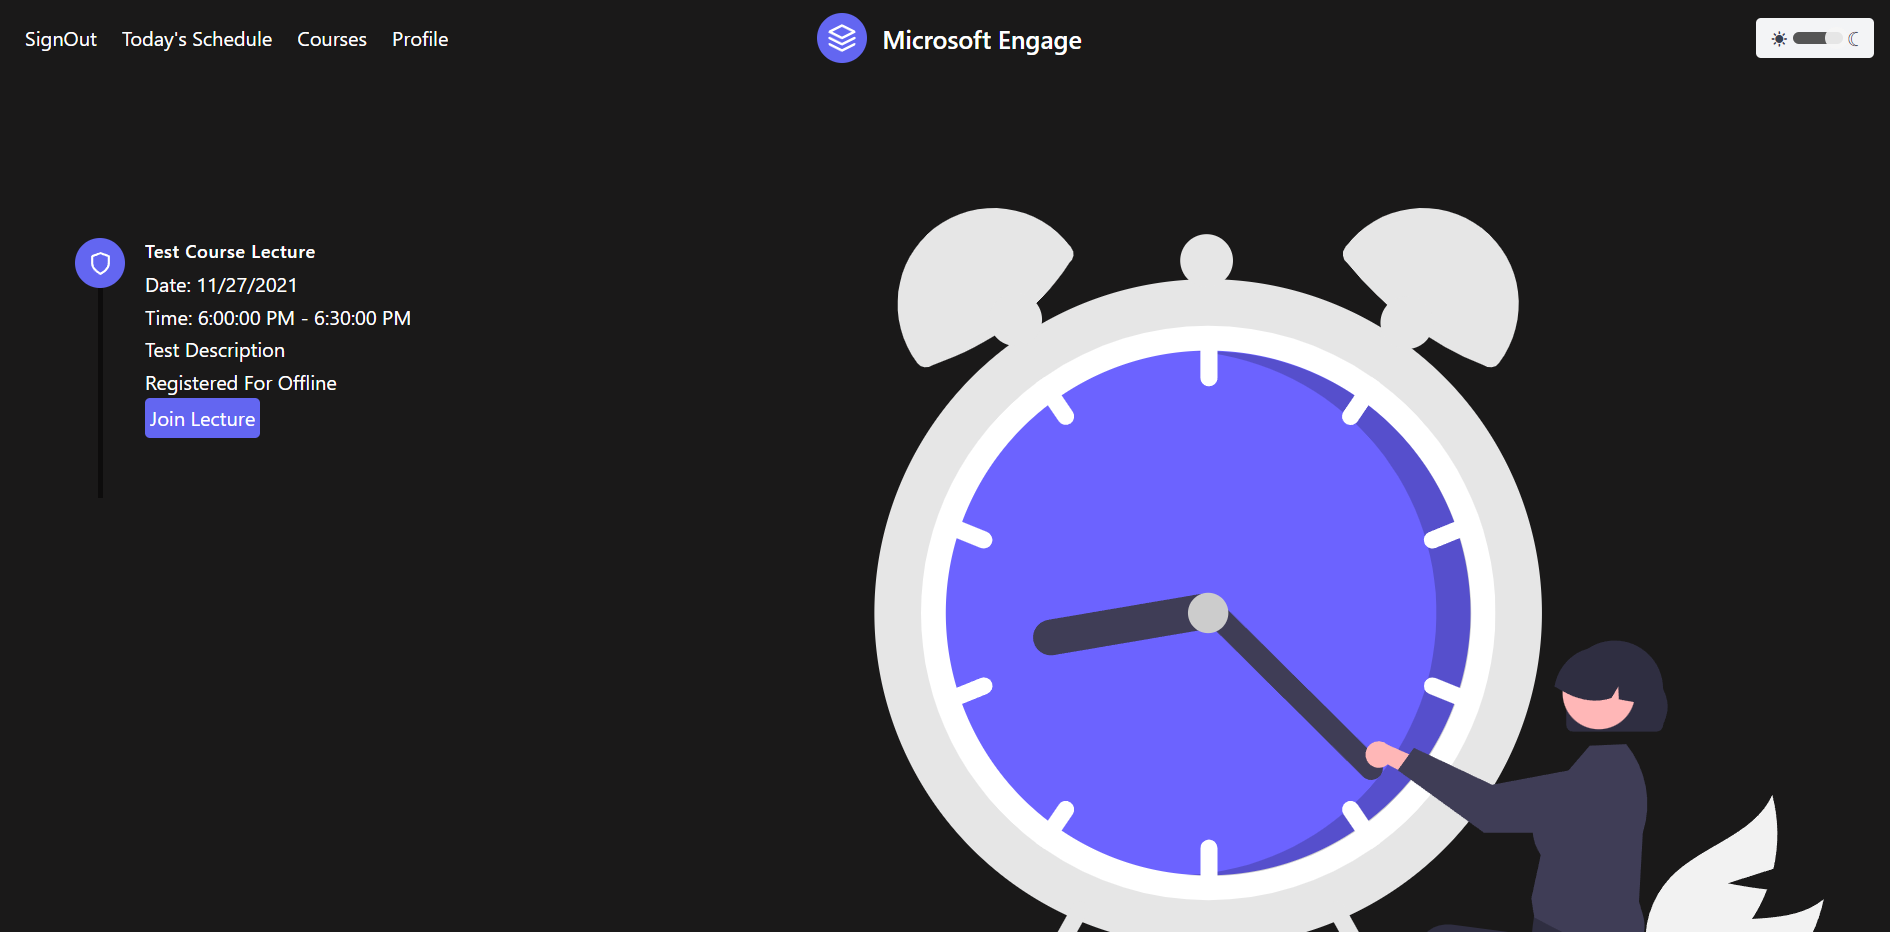 SignOut Today's Schedule Courses Profile
Microsoft Engage
Test Course Lecture
Date: 11/27/2021
Time: 6:00:00 PM - 6:30:00 PM
Test Description
Registered For Offline
Join Lecture